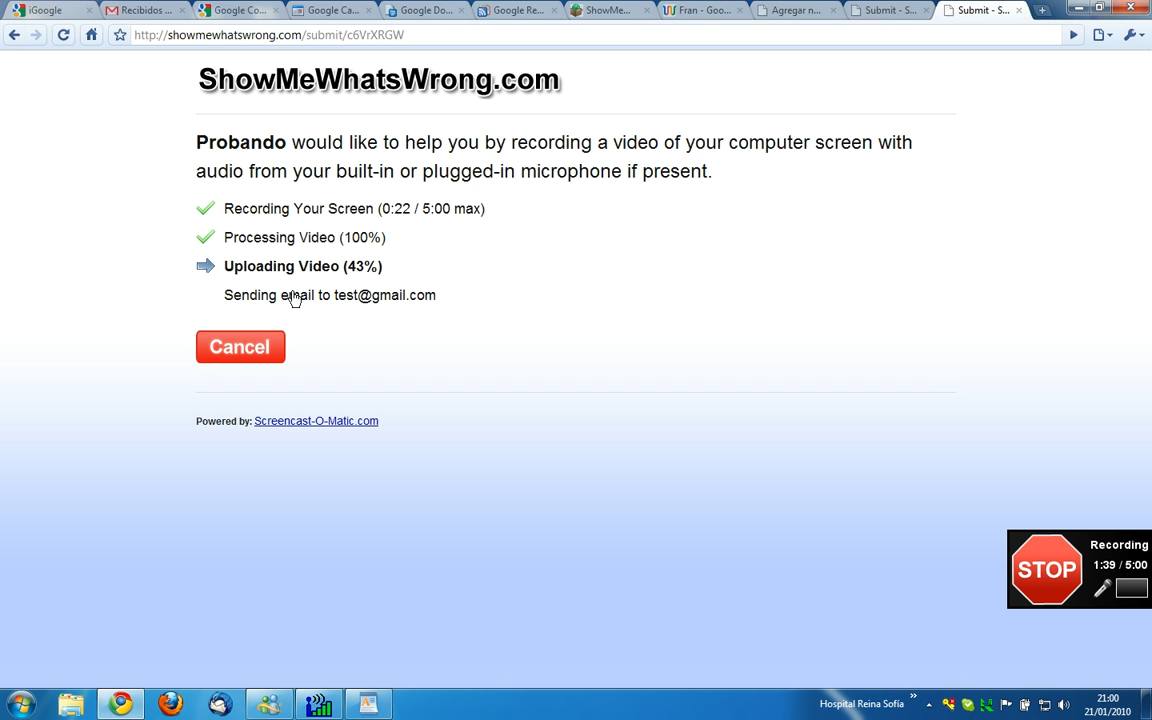 iGoogle
Recibidos ...
Google Co...
Google Ca...
Google Do...
Google Re...
ShowMe...
Fran - Goo...
Agregar n...
Submit - S...
Submit - S...
http://showmewhatswrong.com/submit/c6VrXRGW
ShowMeWhatsWrong.com
Probando would like to help you by recording a video of your computer screen with
audio from your built-in or plugged-in microphone if present.
Recording Your Screen (0:22 / 5:00 max)
Processing Video (100%)
Uploading Video (43%)
Sending email to test@gmail.com
Cancel
Powered by: Screencast-O-Matic.com
STOP
Recording
1:39 / 5:00
Hospital Reina Sofía
21:00
21/01/2010